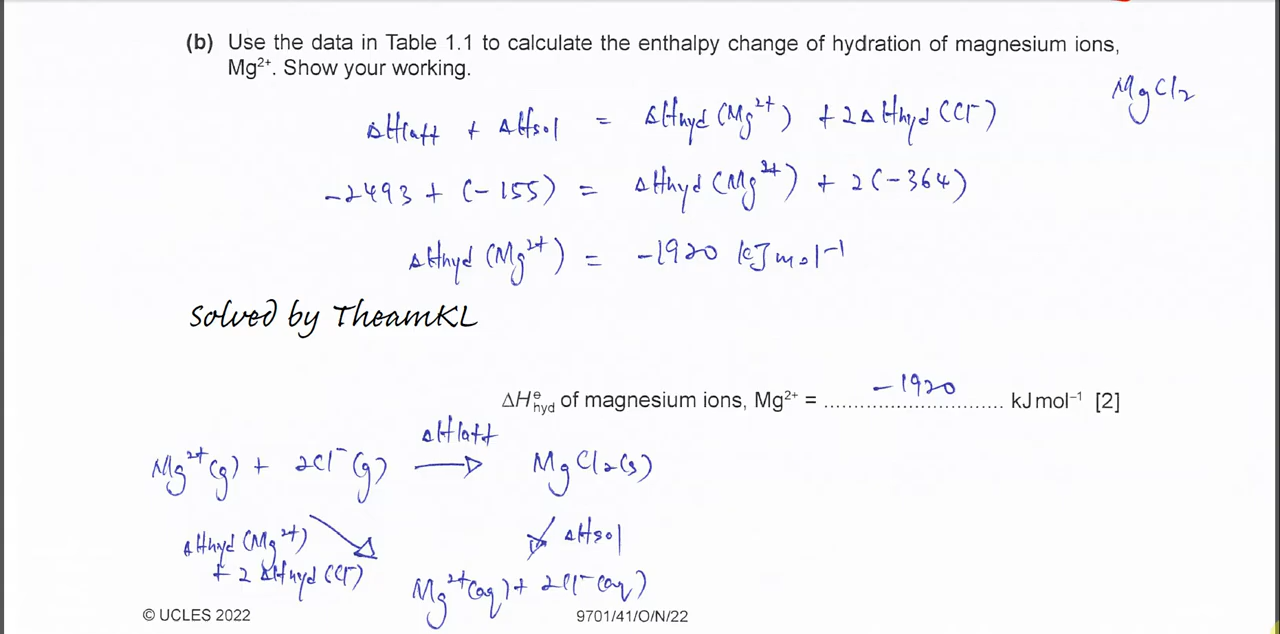 (b) Use the data in Table 1.1 to calculate the enthalpy change of hydration of magnesium ions,
Mg²⁺. Show your working.
MgCl₂
ΔHlatt + ΔHsol = ΔHhyd (Mg²⁺) + 2ΔHhyd (Cl⁻)
-2493 + (-155) = ΔHhyd (Mg²⁺) + 2(-364)
ΔHhyd (Mg²⁺) = -1920 kJ mol⁻¹
Solved by TheamKL
ΔH°hyd of magnesium ions, Mg²⁺ = ... -1920 ... kJ mol⁻¹ [2]
ΔHlatt
Mg²⁺(g) + 2Cl⁻(g) → MgCl₂(s)
ΔHhyd (Mg²⁺)
+ 2 ΔHhyd (Cl⁻)
ΔHsol
Mg²⁺(aq) + 2Cl⁻(aq)
© UCLES 2022
9701/41/O/N/22